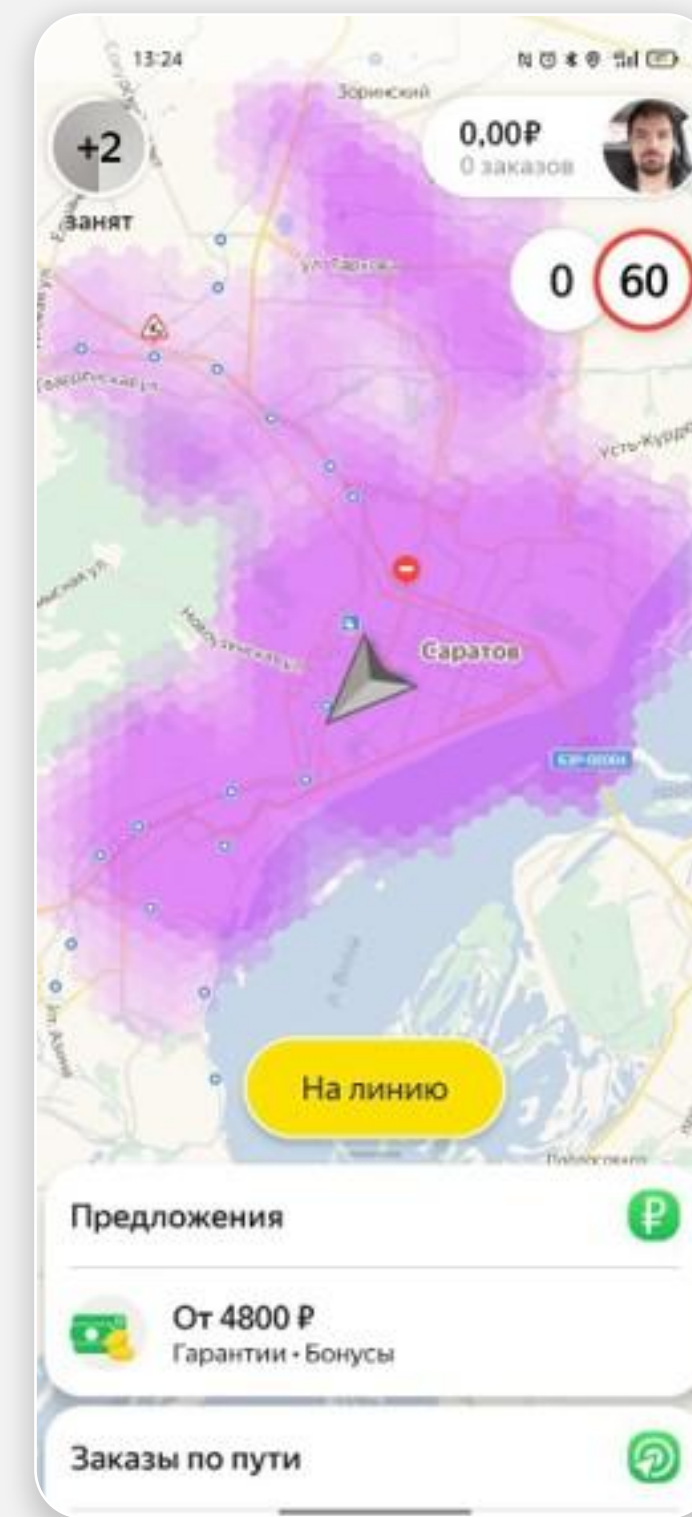 13:24
Зоринский
+2
0,00₽
0 заказов
занят
0
60
Саратов
На линию
Предложения
₽
От 4800 ₽
Гарантии • Бонусы
Заказы по пути